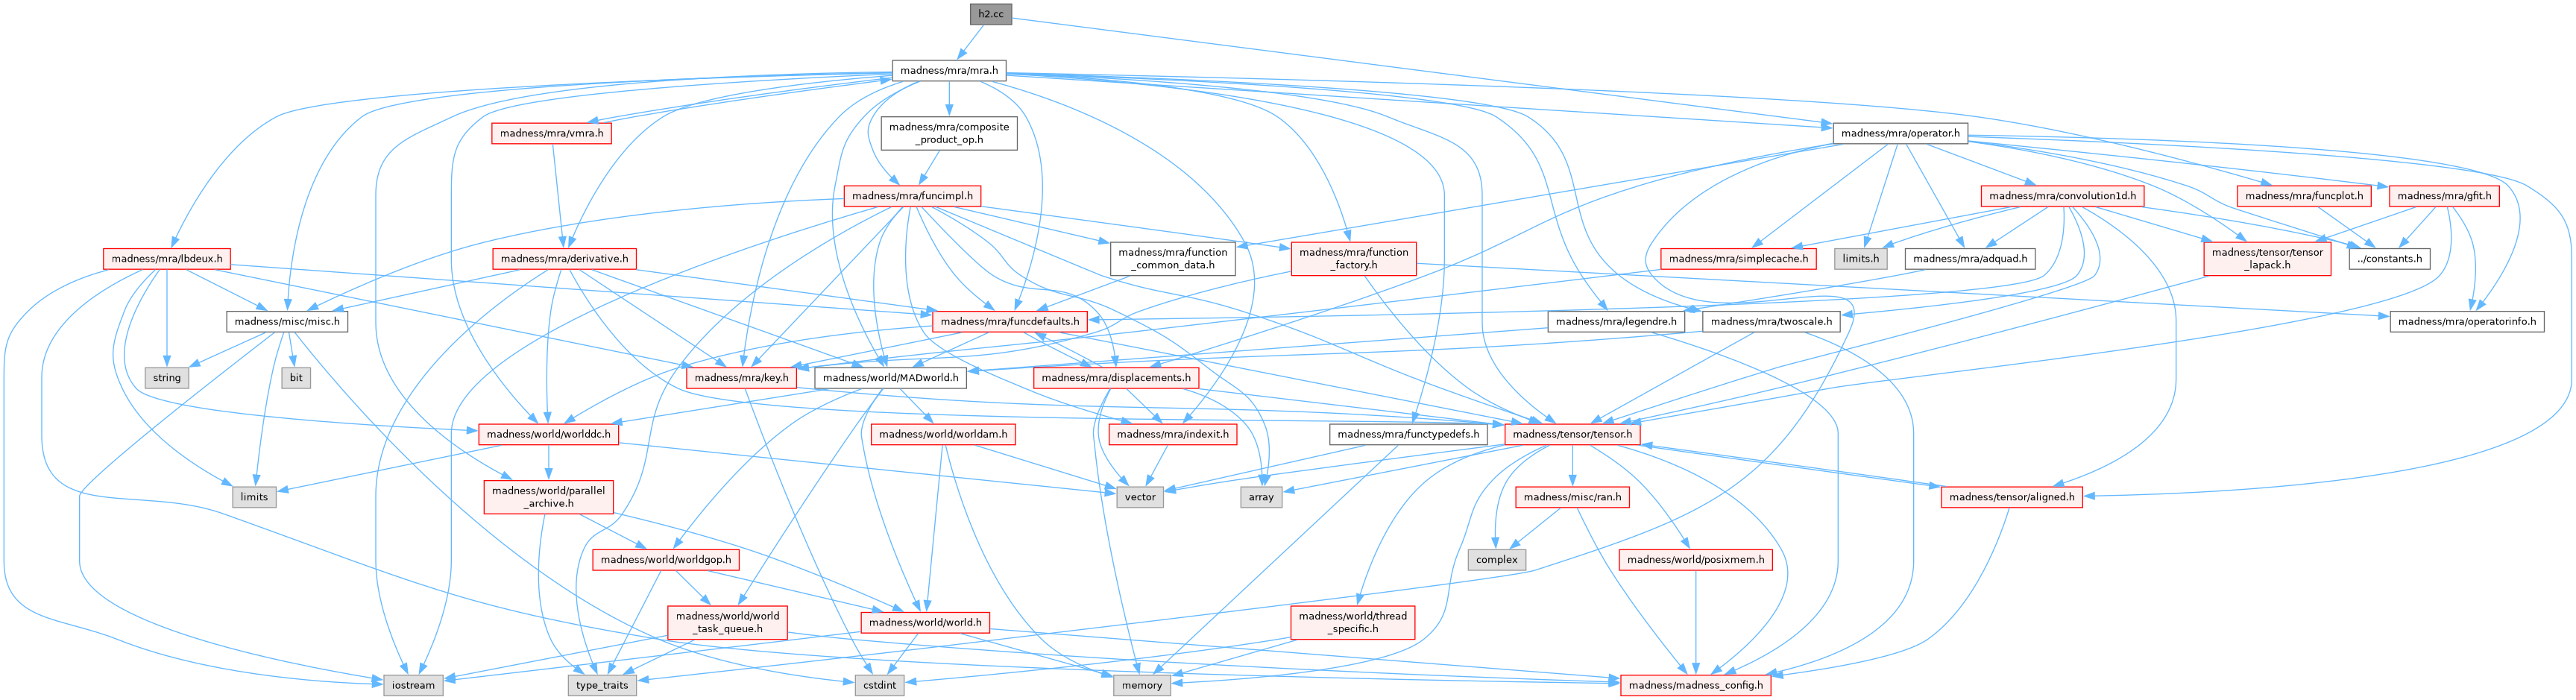 h2.cc
madness/mra/mra.h
madness/mra/vmra.h
madness/mra/composite
_product_op.h
madness/mra/operator.h
madness/mra/funcimpl.h
madness/mra/convolution1d.h
madness/mra/funcplot.h
madness/mra/gfit.h
madness/mra/lbdeux.h
madness/mra/derivative.h
madness/mra/function
_common_data.h
madness/mra/function
_factory.h
madness/mra/simplecache.h
limits.h
madness/mra/adquad.h
madness/tensor/tensor
_lapack.h
../constants.h
madness/misc/misc.h
madness/mra/funcdefaults.h
madness/mra/legendre.h
madness/mra/twoscale.h
madness/mra/operatorinfo.h
string
bit
madness/mra/key.h
madness/world/MADworld.h
madness/mra/displacements.h
madness/world/worlddc.h
madness/world/worldam.h
madness/mra/indexit.h
madness/mra/functypedefs.h
madness/tensor/tensor.h
limits
madness/world/parallel
_archive.h
vector
array
madness/misc/ran.h
madness/tensor/aligned.h
madness/world/worldgop.h
complex
madness/world/posixmem.h
madness/world/world
_task_queue.h
madness/world/world.h
madness/world/thread
_specific.h
iostream
type_traits
cstdint
memory
madness/madness_config.h